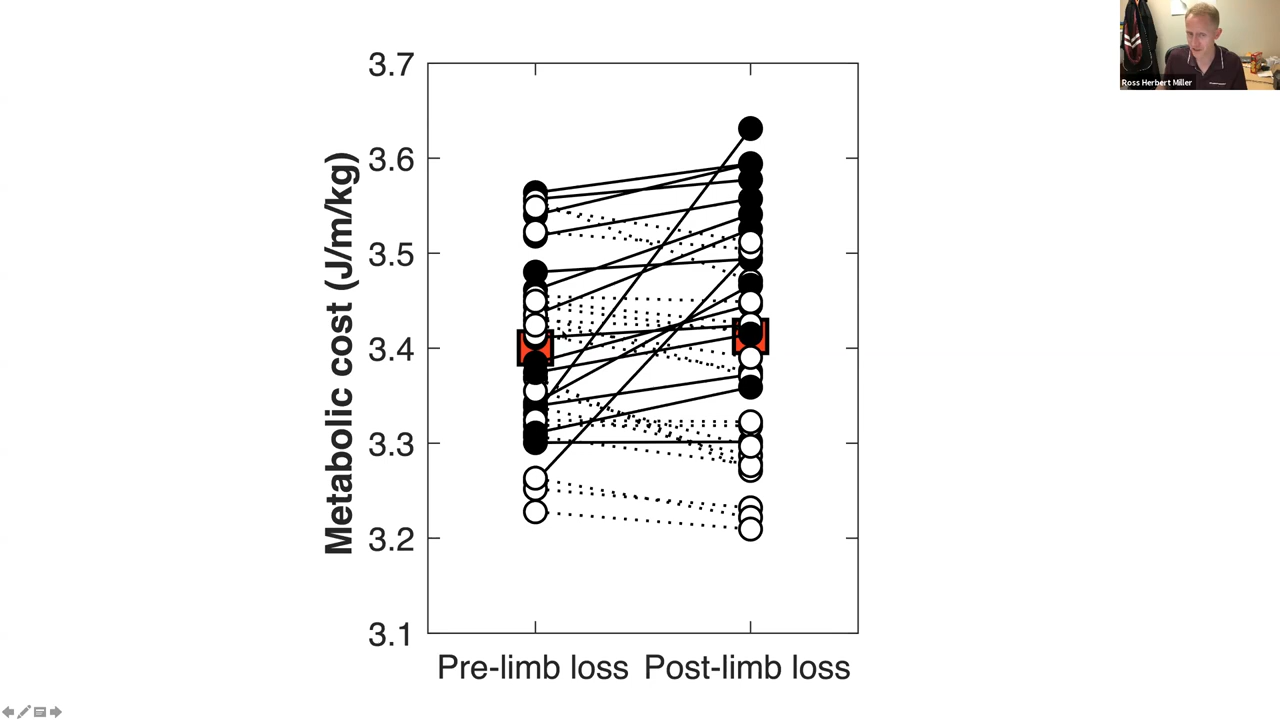 Ross Herbert Miller
Metabolic cost (J/m/kg)
3.7
3.6
3.5
3.4
3.3
3.2
3.1
Pre-limb loss
Post-limb loss